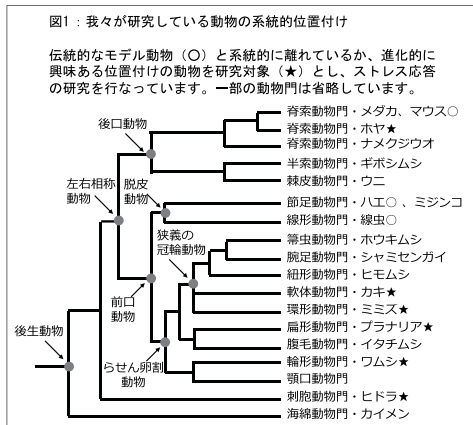 図1：我々が研究している動物の系統的位置付け
伝統的なモデル動物（○）と系統的に離れているか、進化的に
興味ある位置付けの動物を研究対象（★）とし、ストレス応答
の研究を行なっています。一部の動物門は省略しています。
脊索動物門・メダカ、マウス○
後口動物
脊索動物門・ホヤ★
脊索動物門・ナメクジウオ
半索動物門・ギボシムシ
左右相称
動物
脱皮
動物
棘皮動物門・ウニ
節足動物門・ハエ○ 、ミジンコ
線形動物門・線虫○
狭義の
冠輪動物
箒虫動物門・ホウキムシ
腕足動物門・シャミセンガイ
紐形動物門・ヒモムシ
前口
動物
軟体動物門・カキ★
環形動物門・ミミズ★
後生動物
扁形動物門・プラナリア★
腹毛動物門・イタチムシ
らせん卵割
動物
輪形動物門・ワムシ★
顎口動物門
刺胞動物門・ヒドラ★
海綿動物門・カイメン